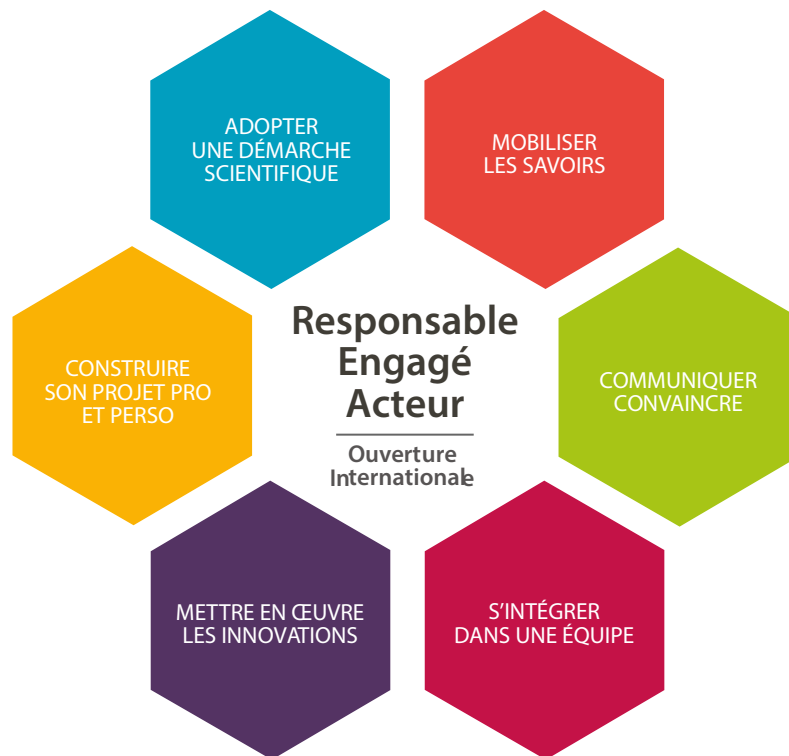 ADOPTER
UNE DÉMARCHE
SCIENTIFIQUE
MOBILISER
LES SAVOIRS
CONSTRUIRE
SON PROJET PRO
ET PERSO
Responsable
Engagé
Acteur
Ouverture
Internationale
COMMUNIQUER
CONVAINCRE
METTRE EN ŒUVRE
LES INNOVATIONS
S’INTÉGRER
DANS UNE ÉQUIPE